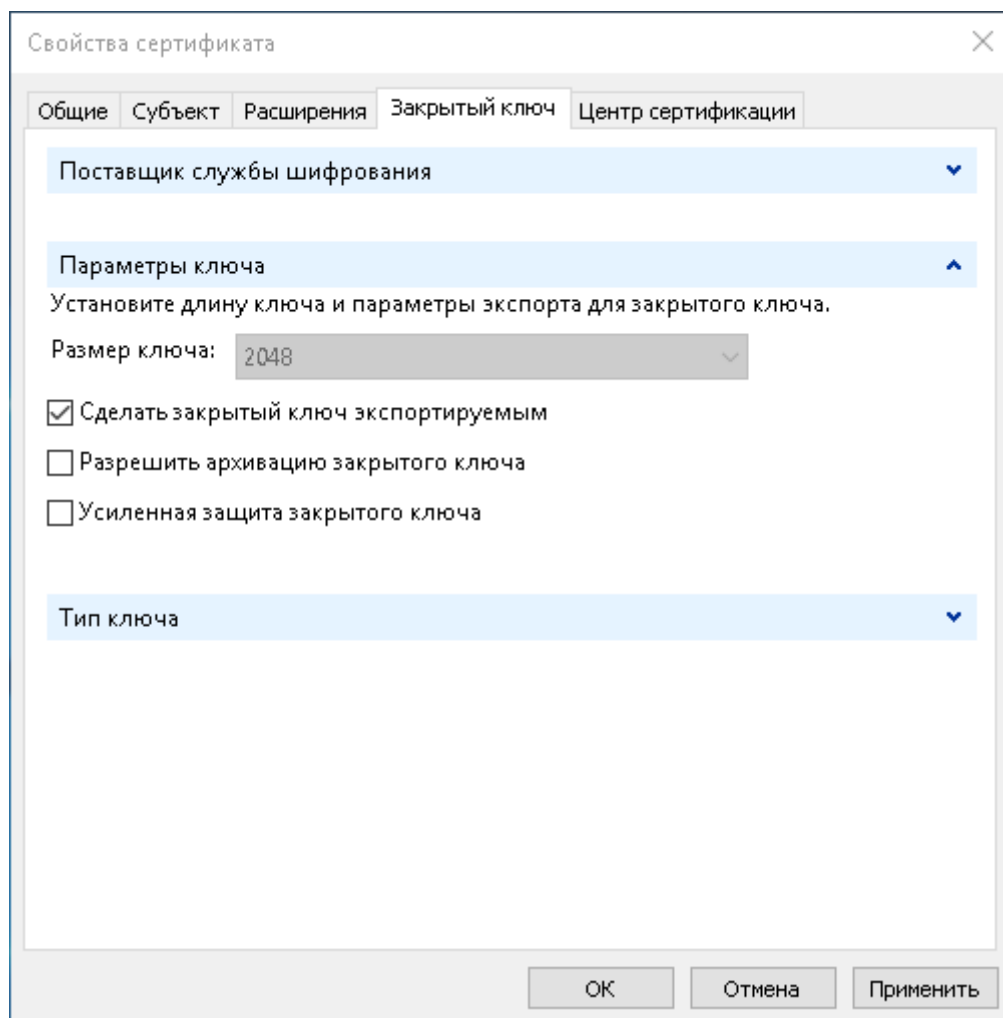 Свойства сертификата
Общие Субъект Расширения Закрытый ключ Центр сертификации
Поставщик службы шифрования
Параметры ключа
Установите длину ключа и параметры экспорта для закрытого ключа.
Размер ключа: 2048
Сделать закрытый ключ экспортируемым
Разрешить архивацию закрытого ключа
Усиленная защита закрытого ключа
Тип ключа
ОК Отмена Применить